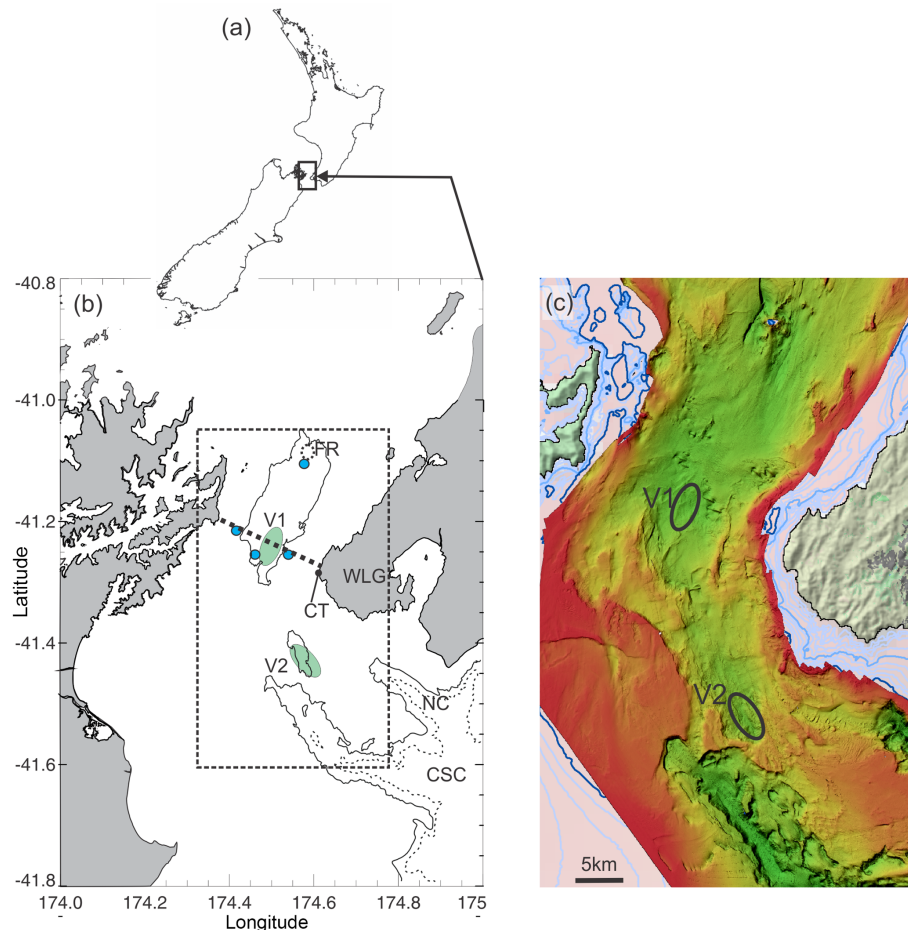 (a)
-40.8
-41.0
-41.2
-41.4
-41.6
-41.8
Latitude
174.0
174.2
174.4
174.6
174.8
175
Longitude
(b)
FR
V1
WLG
CT
V2
NC
CSC
(c)
V1
V2
5km